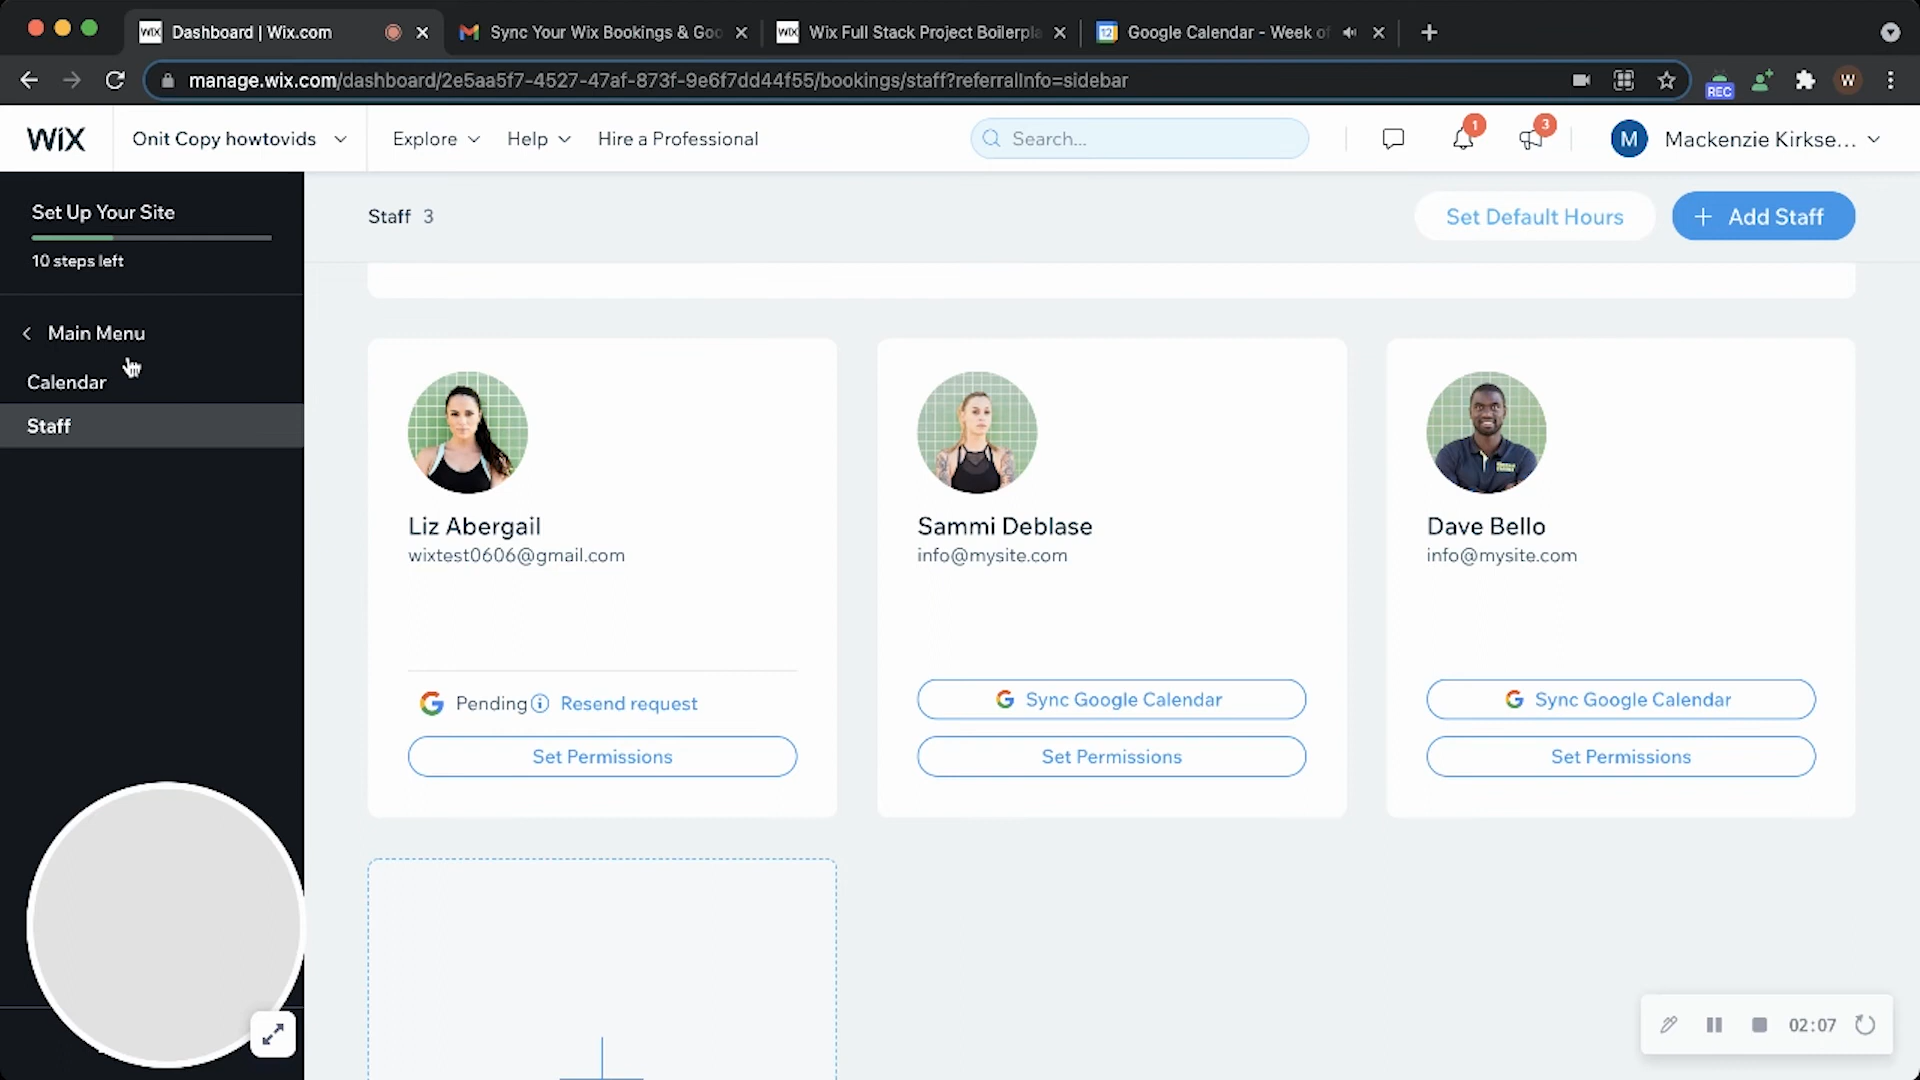 Dashboard | Wix.com
Sync Your Wix Bookings & Goo
Wix Full Stack Project Boilerpla
Google Calendar - Week of
manage.wix.com/dashboard/2e5aa5f7-4527-47af-873f-9e6f7dd44f55/bookings/staff?referralInfo=sidebar
REC
W
WiX
Onit Copy howtovids
Explore
Help
Hire a Professional
Search...
1
3
M
Mackenzie Kirkse...
Set Up Your Site
10 steps left
Main Menu
Calendar
Staff
Staff 3
Set Default Hours
+ Add Staff
Liz Abergail
wixtest0606@gmail.com
Pending
Resend request
Set Permissions
Sammi Deblase
info@mysite.com
Sync Google Calendar
Set Permissions
Dave Bello
info@mysite.com
Sync Google Calendar
Set Permissions
02:07